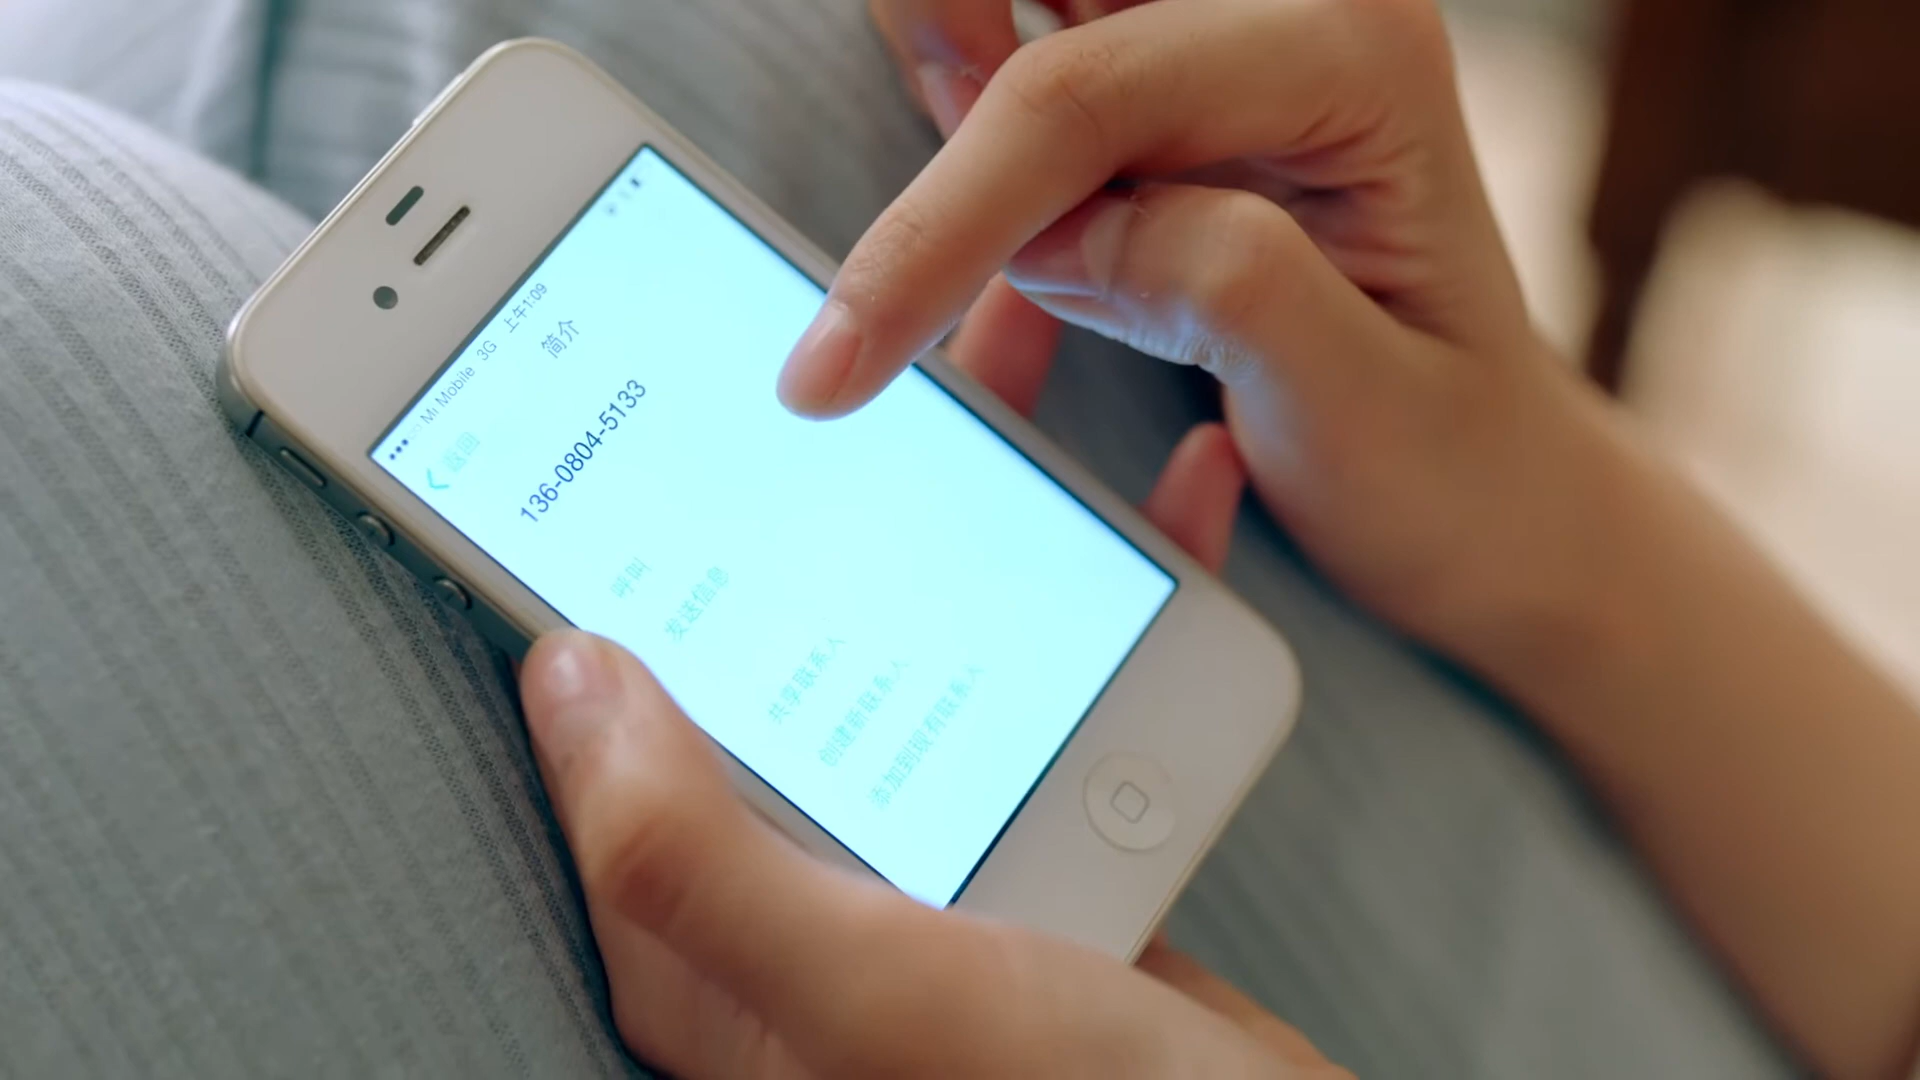 Mi Mobile 3G 上午1:09
返回 简介
136-0804-5133
呼叫
发送信息
共享联系人
创建新联系人
添加到现有联系人